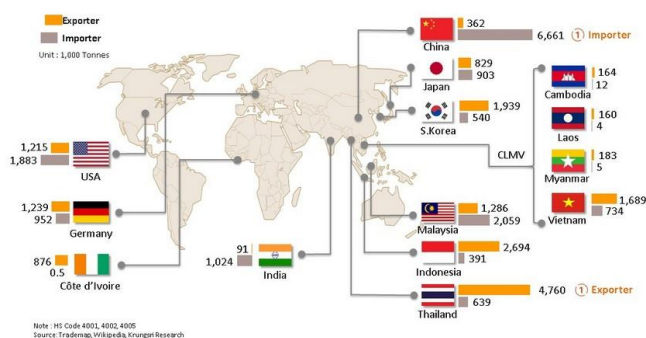 Exporter
Importer
Unit : 1,000 Tonnes
362
6,661
1 Importer
China
829
903
Japan
1,939
540
S.Korea
CLMV
164
12
Cambodia
160
4
Laos
183
5
Myanmar
1,689
734
Vietnam
1,215
1,883
USA
1,239
952
Germany
876
0.5
Côte d'Ivoire
91
1,024
India
1,286
2,059
Malaysia
2,694
391
Indonesia
4,760
639
1 Exporter
Thailand
Note : HS Code 4001, 4002, 4005
Source: Trademap, Wikipedia, Krungsri Research